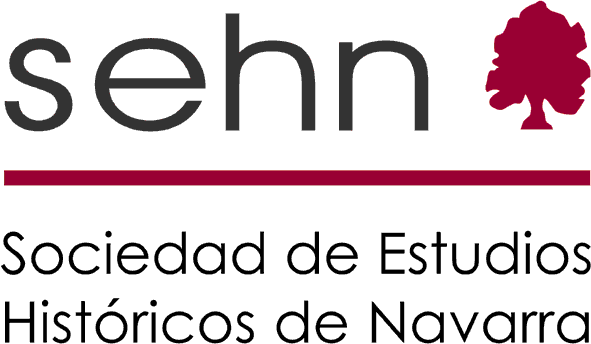 sehn
Sociedad de Estudios
Históricos de Navarra